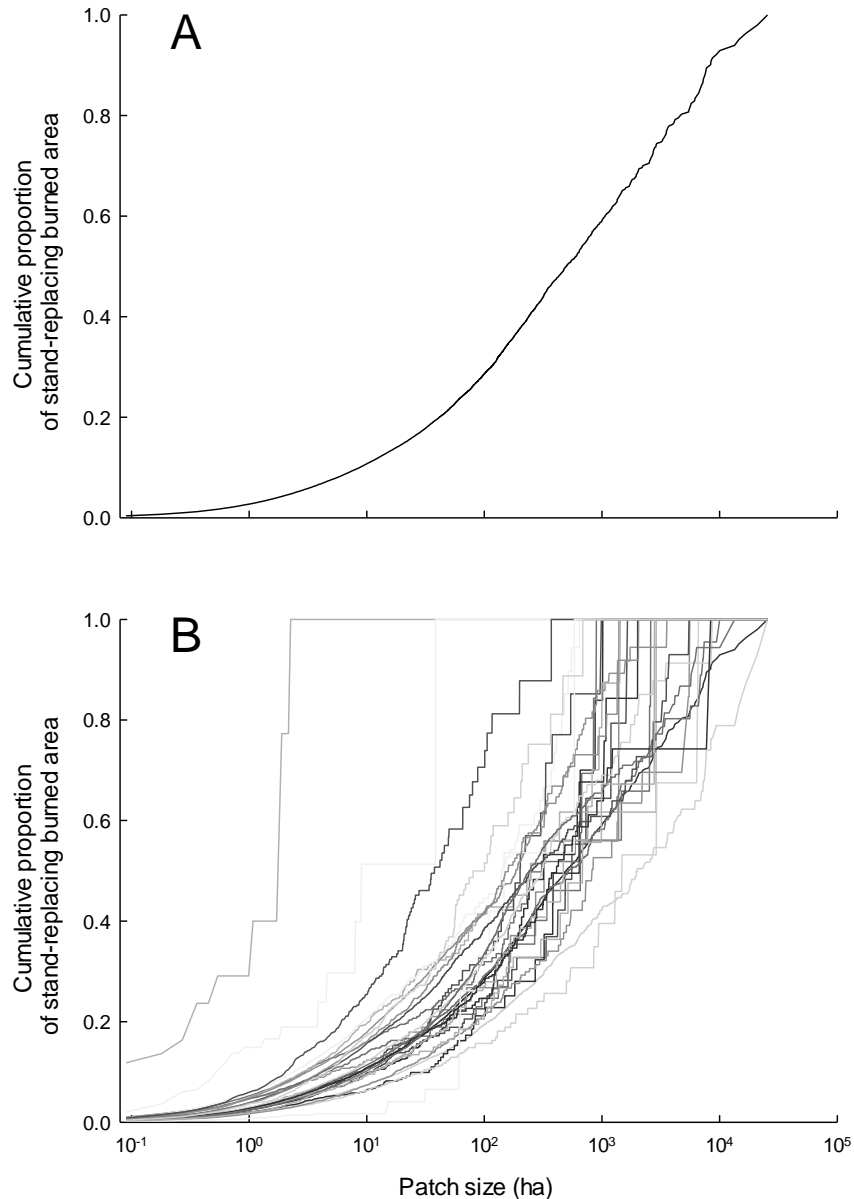 A
1.0
0.8
0.6
0.4
0.2
0.0
Cumulative proportion
of stand-replacing burned area
B
1.0
0.8
0.6
0.4
0.2
0.0
Cumulative proportion
of stand-replacing burned area
10⁻¹ 10⁰ 10¹ 10² 10³ 10⁴ 10⁵
Patch size (ha)